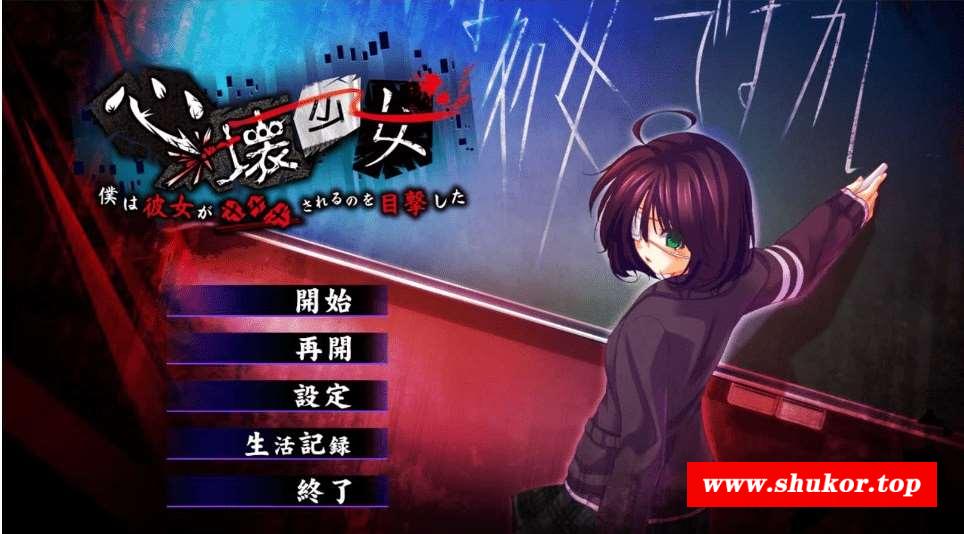 心壊少女
僕は彼女が×××されるのを目撃した
開始
再開
設定
生活記録
終了
www.shukor.top